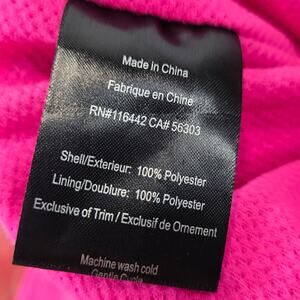 Made in China
Fabrique en Chine
RN#116442 CA# 56303
Shell/Exterieur: 100% Polyester
Lining/Doublure: 100% Polyester
Exclusive of Trim / Exclusif de Ornement
Machine wash cold
Gentle Cycle